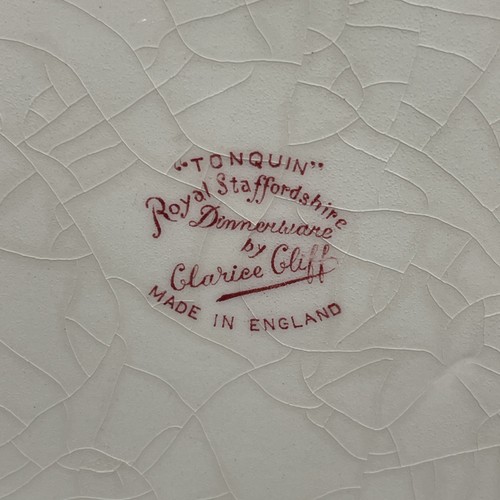 "TONQUIN"
Royal Staffordshire
Dinnerware
by
Clarice Cliff
MADE IN ENGLAND